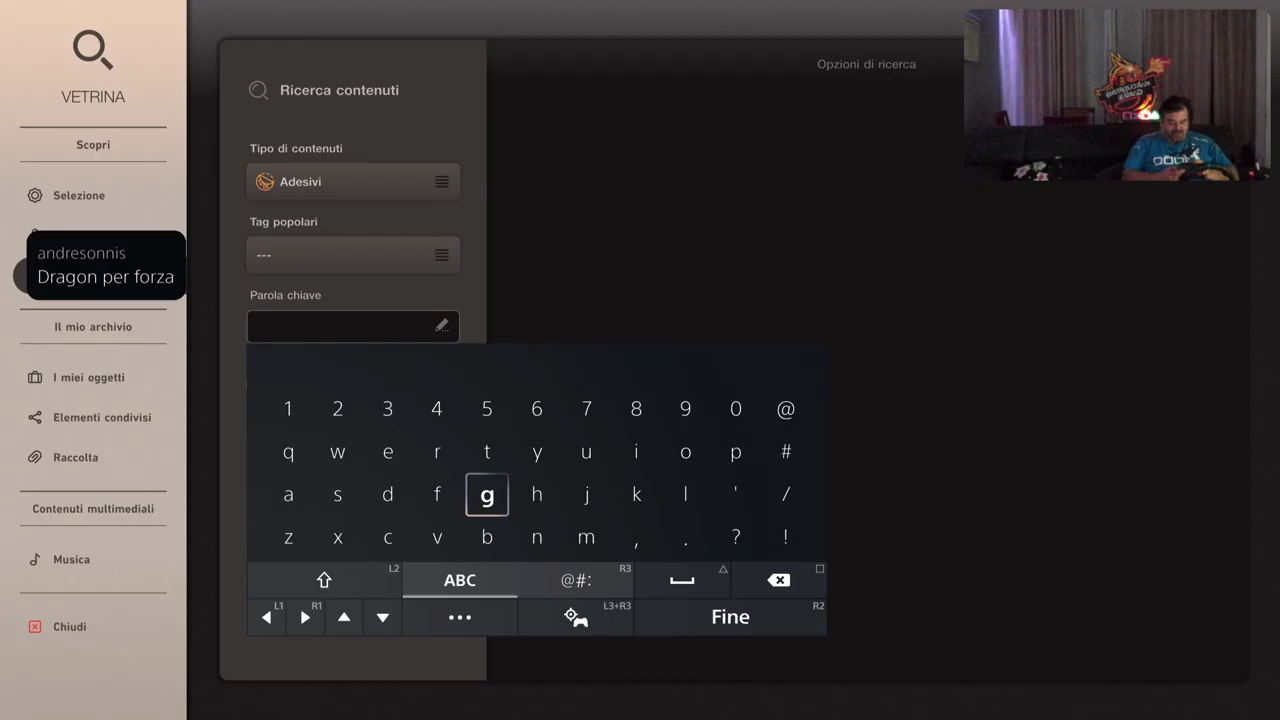 VETRINA
Scopri
Selezione
andresonnis
Dragon per forza
Il mio archivio
I miei oggetti
Elementi condivisi
Raccolta
Contenuti multimediali
Musica
Chiudi
Ricerca contenuti
Tipo di contenuti
Adesivi
Tag popolari
---
Parola chiave
Opzioni di ricerca
1 2 3 4 5 6 7 8 9 0 @
q w e r t y u i o p #
a s d f g h j k l ' /
z x c v b n m , . ? !
L2 ABC @#: R3 △ □
L1 R1 ... L3+R3 Fine R2